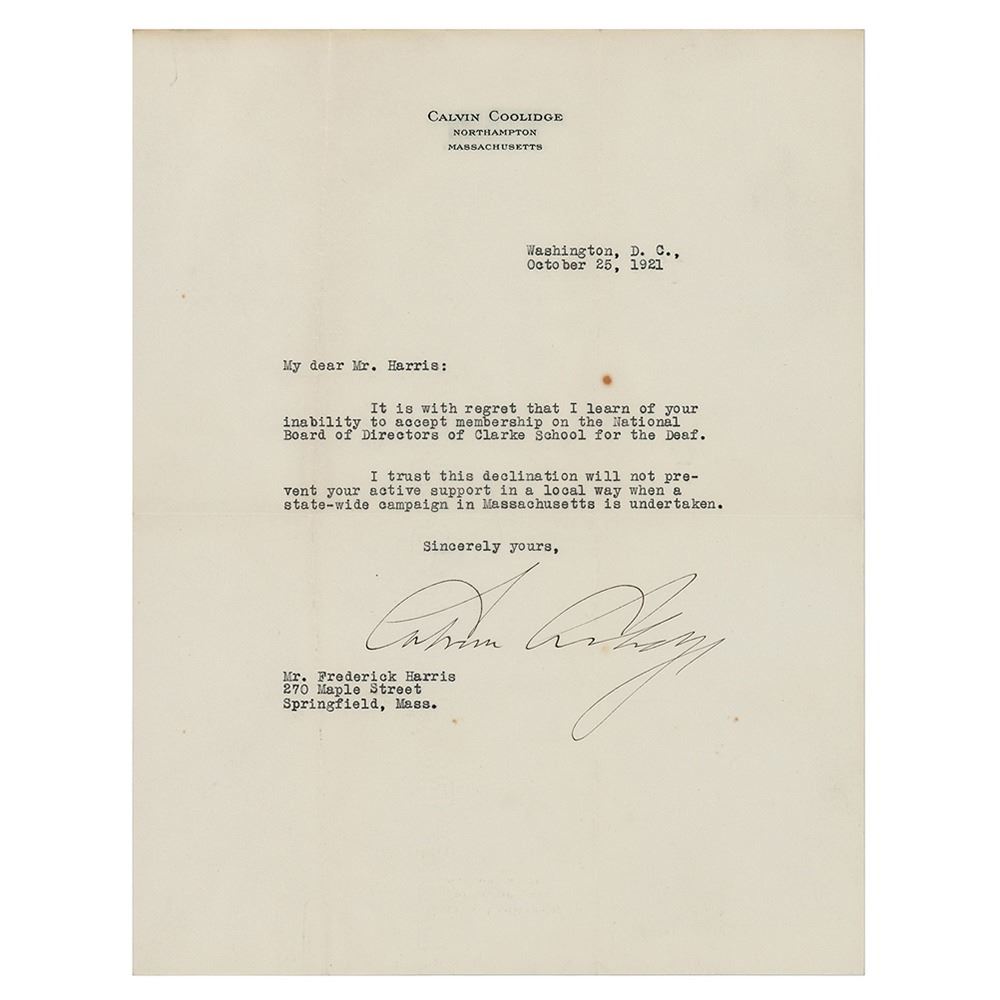 CALVIN COOLIDGE
NORTHAMPTON
MASSACHUSETTS
Washington, D. C.,
October 25, 1921
My dear Mr. Harris:
It is with regret that I learn of your
inability to accept membership on the National
Board of Directors of Clarke School for the Deaf.
I trust this declination will not pre-
vent your active support in a local way when a
state-wide campaign in Massachusetts is undertaken.
Sincerely yours,
Calvin Coolidge
Mr. Frederick Harris
270 Maple Street
Springfield, Mass.